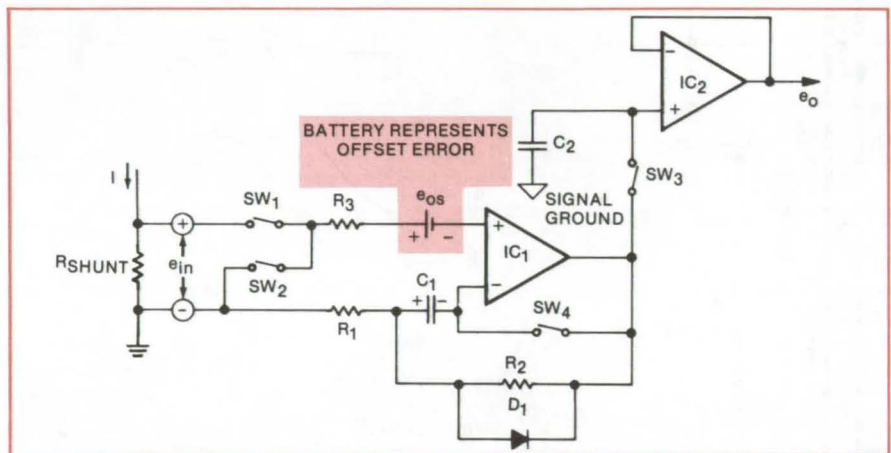 BATTERY REPRESENTS
OFFSET ERROR
I
RSHUNT
+
ein
−
SW1
SW2
R3
eos
+ −
R1
C1
+ −
+
IC1
−
SW4
R2
D1
C2
SIGNAL
GROUND
SW3
−
IC2
+
eo